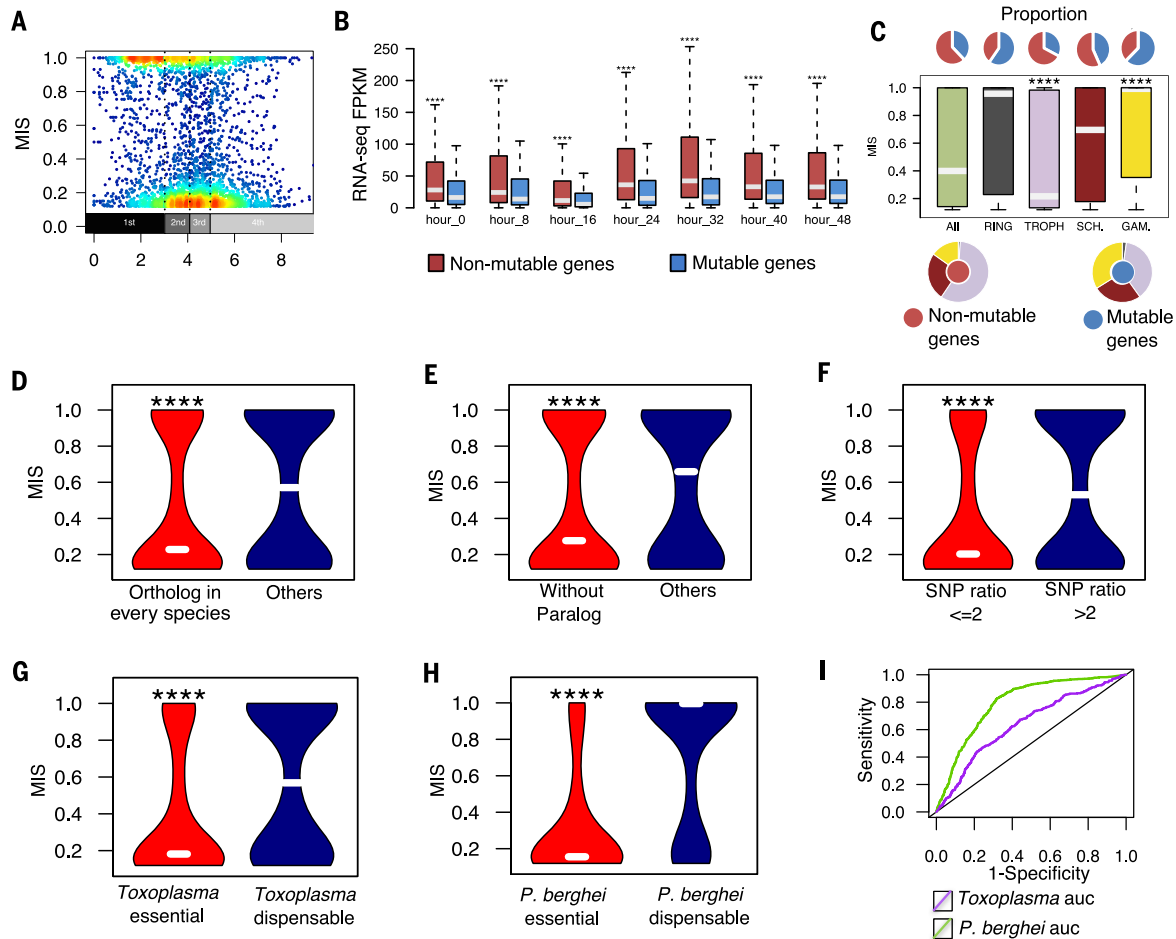 A
MIS
1.0
0.8
0.6
0.4
0.2
0.0
1st
2nd
3rd
4th
0 2 4 6 8
B
RNA-seq FPKM
250
200
150
100
50
0
****
****
****
****
****
****
****
hour_0 hour_8 hour_16 hour_24 hour_32 hour_40 hour_48
Non-mutable genes
Mutable genes
C
Proportion
MIS
1.0
0.8
0.6
0.4
0.2
****
****
All RING TROPH SCH. GAM.
Non-mutable
genes
Mutable
genes
D
MIS
1.0
0.8
0.6
0.4
0.2
****
Ortholog in
every species
Others
E
MIS
1.0
0.8
0.6
0.4
0.2
****
Without
Paralog
Others
F
MIS
1.0
0.8
0.6
0.4
0.2
****
SNP ratio
<=2
SNP ratio
>2
G
MIS
1.0
0.8
0.6
0.4
0.2
****
Toxoplasma
essential
Toxoplasma
dispensable
H
MIS
1.0
0.8
0.6
0.4
0.2
****
P. berghei
essential
P. berghei
dispensable
I
Sensitivity
1.0
0.8
0.6
0.4
0.2
0.0
0.0 0.2 0.4 0.6 0.8 1.0
1-Specificity
Toxoplasma auc
P. berghei auc